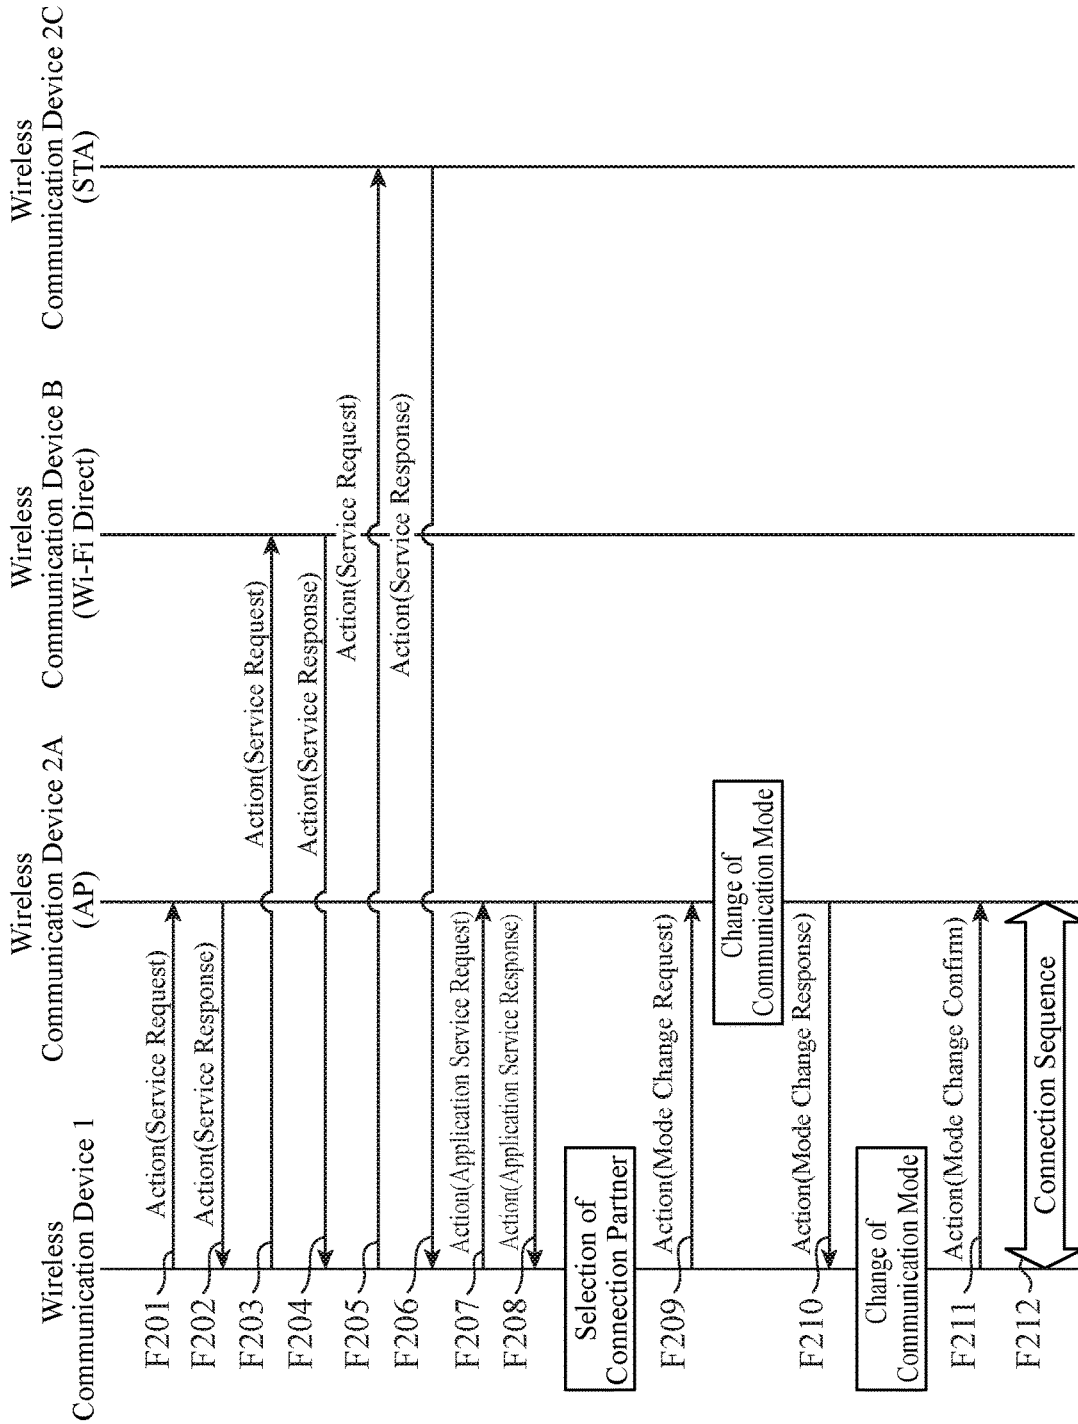 Wireless
Communication Device 1
Wireless
Communication Device 2A
(AP)
Wireless
Communication Device B
(Wi-Fi Direct)
Wireless
Communication Device 2C
(STA)
F201
Action(Service Request)
F202
Action(Service Response)
F203
Action(Service Request)
F204
Action(Service Response)
F205
Action(Service Request)
F206
Action(Service Response)
F207
Action(Application Service Request)
F208
Action(Application Service Response)
Selection of
Connection Partner
F209
Action(Mode Change Request)
Change of
Communication Mode
F210
Action(Mode Change Response)
Change of
Communication Mode
F211
Action(Mode Change Confirm)
F212
Connection Sequence